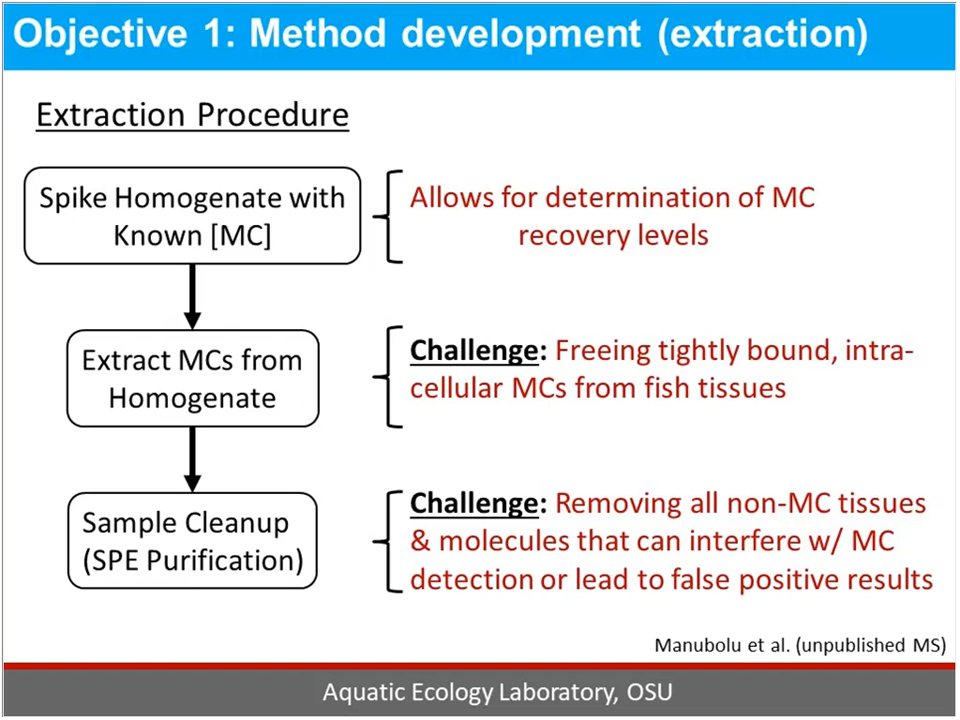 Objective 1: Method development (extraction)
Extraction Procedure
Spike Homogenate with
Known [MC]
Allows for determination of MC
recovery levels
Extract MCs from
Homogenate
Challenge: Freeing tightly bound, intra-
cellular MCs from fish tissues
Sample Cleanup
(SPE Purification)
Challenge: Removing all non-MC tissues
& molecules that can interfere w/ MC
detection or lead to false positive results
Manubolu et al. (unpublished MS)
Aquatic Ecology Laboratory, OSU